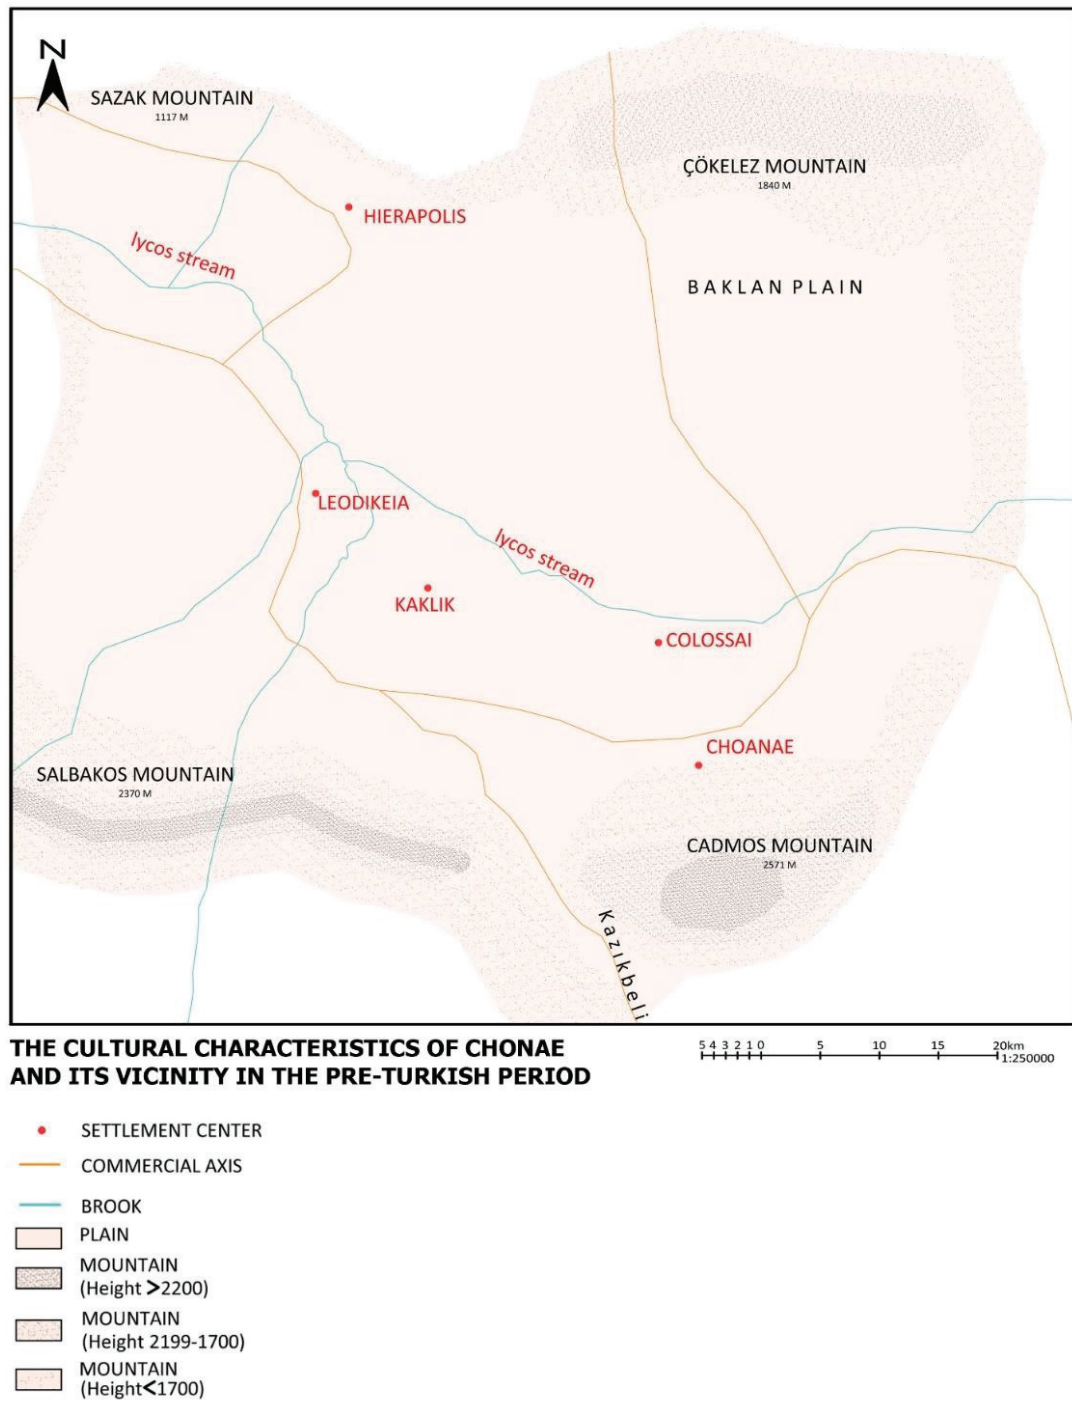 N
SAZAK MOUNTAIN
1117 M
ÇÖKELEZ MOUNTAIN
1840 M
HIERAPOLIS
lycos stream
BAKLAN PLAIN
LEODIKEIA
lycos stream
KAKLIK
COLOSSAI
CHOANAE
SALBAKOS MOUNTAIN
2370 M
CADMOS MOUNTAIN
2571 M
Kazıkbeli
THE CULTURAL CHARACTERISTICS OF CHONAE
AND ITS VICINITY IN THE PRE-TURKISH PERIOD
5 4 3 2 1 0 5 10 15 20km
1:250000
SETTLEMENT CENTER
COMMERCIAL AXIS
BROOK
PLAIN
MOUNTAIN
(Height >2200)
MOUNTAIN
(Height 2199-1700)
MOUNTAIN
(Height<1700)